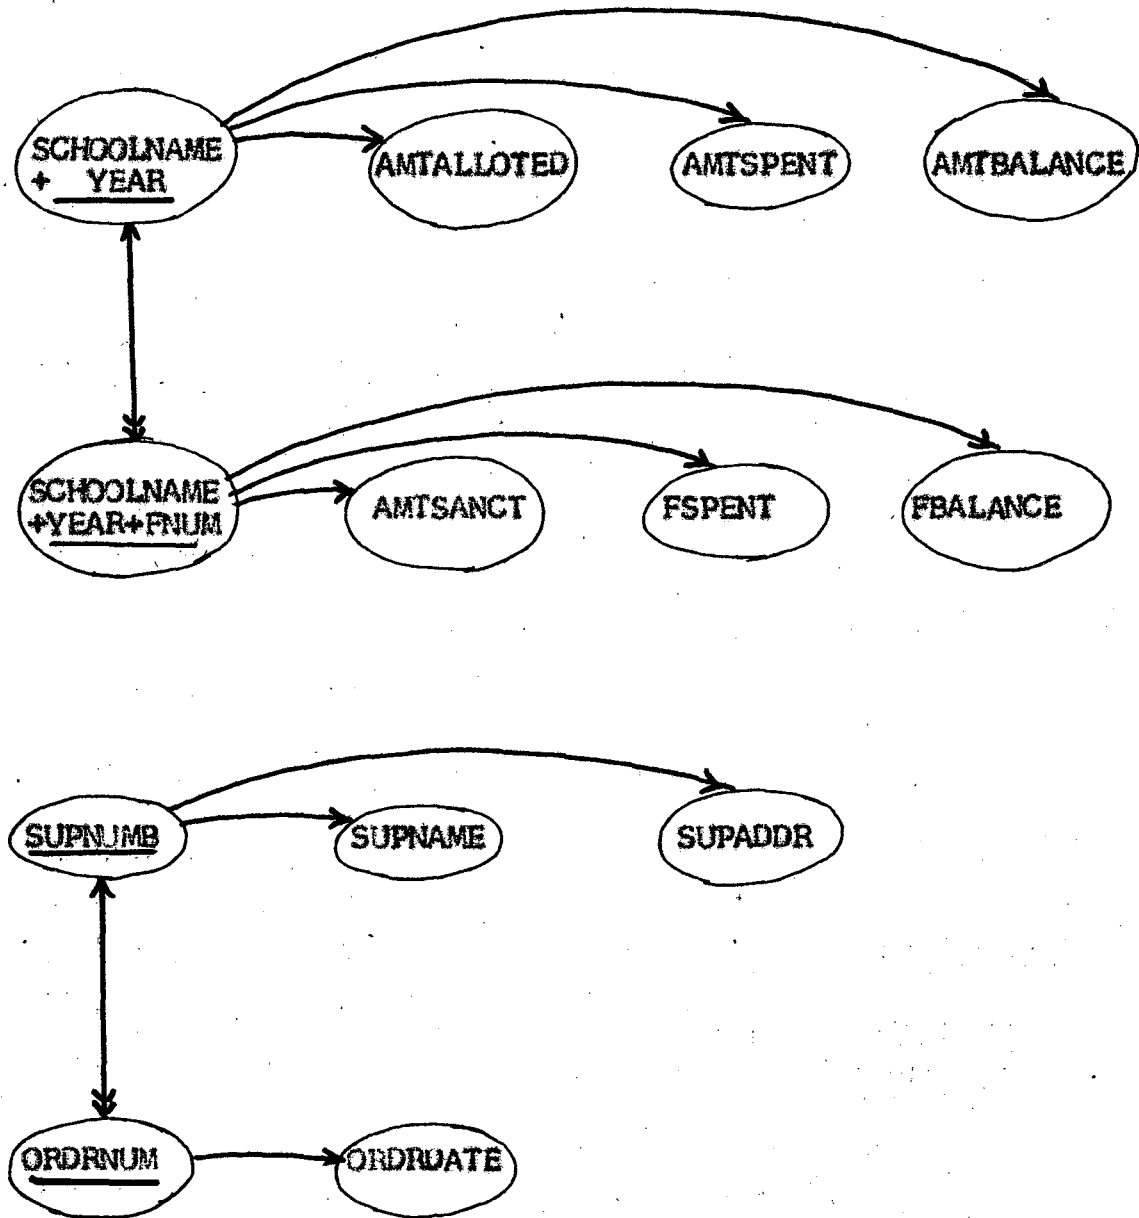 SCHOOLNAME
+ YEAR
AMTALLOTED
AMTSPENT
AMTBALANCE
SCHOOLNAME
+YEAR+FNUM
AMTSANCT
FSPENT
FBALANCE
SUPNUMB
SUPNAME
SUPADDR
ORDRNUM
ORDRDATE